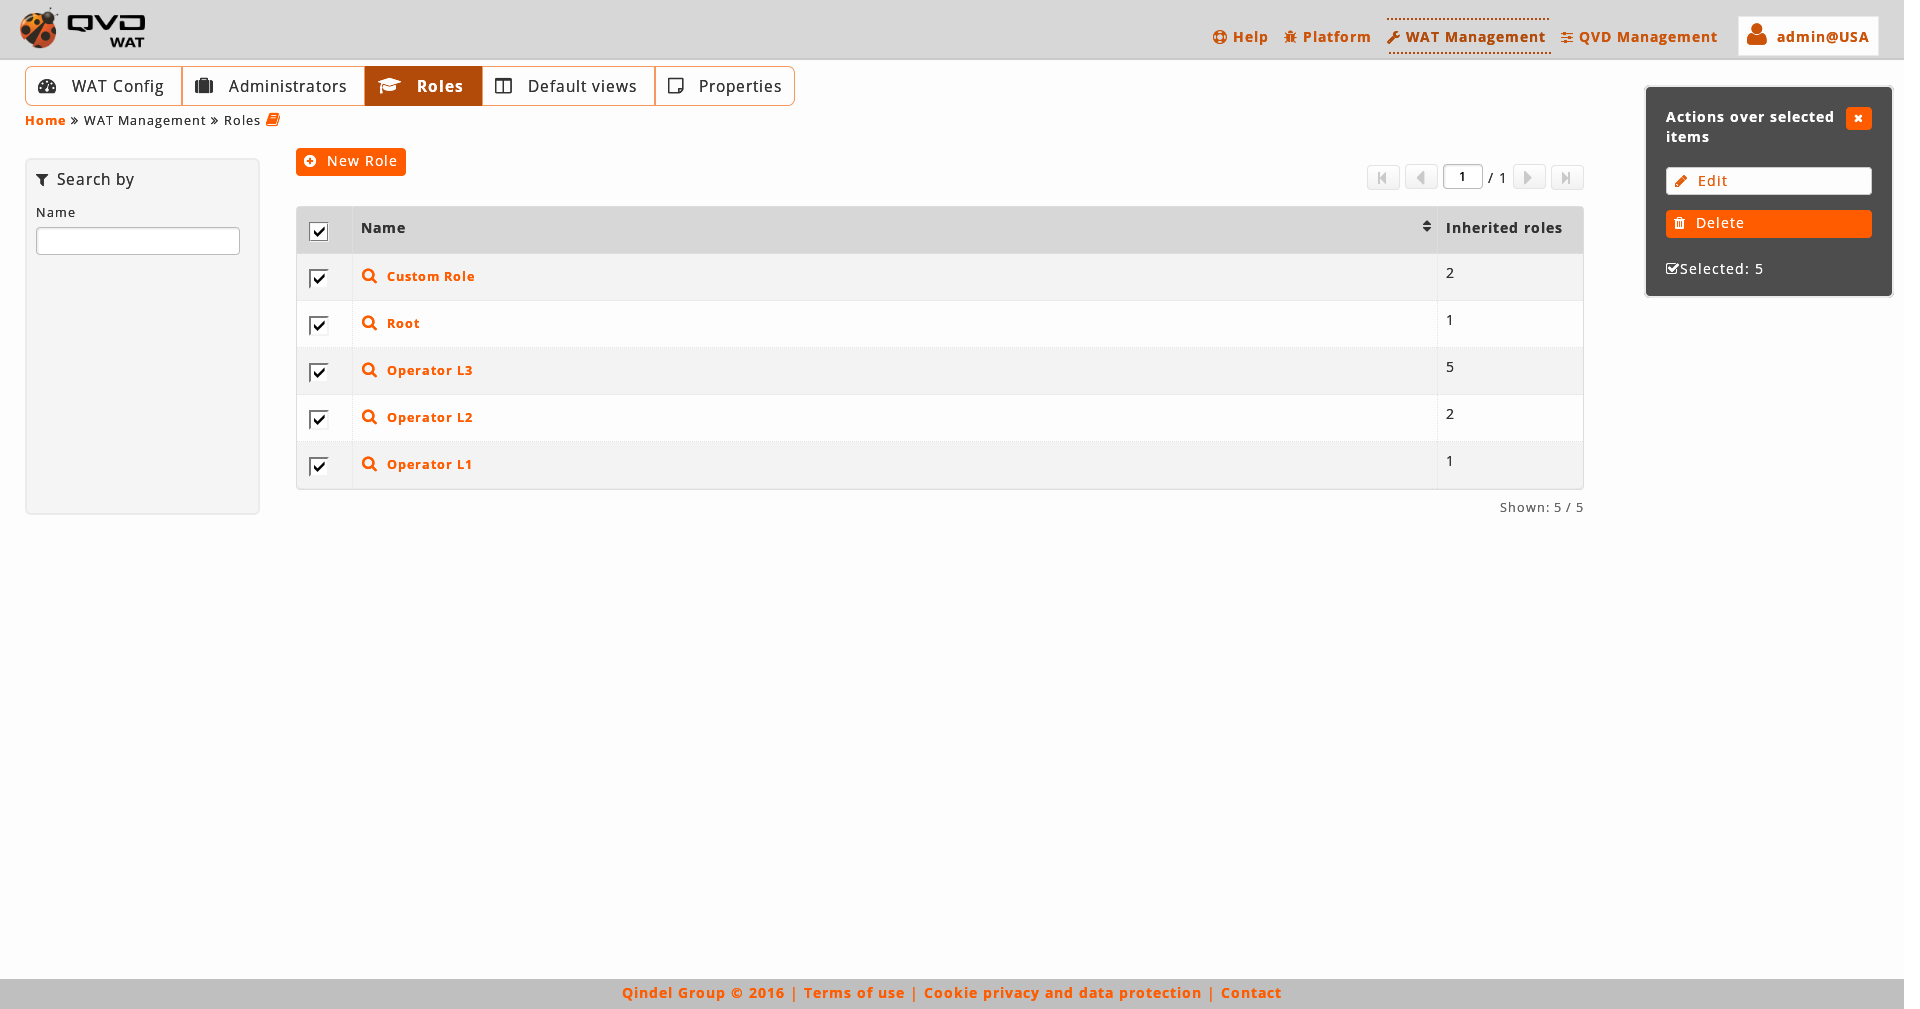 QVD
WAT
Help Platform WAT Management QVD Management admin@USA
WAT Config Administrators Roles Default views Properties
Home » WAT Management » Roles
Search by
Name
New Role
1 / 1
Name Inherited roles
Custom Role 2
Root 1
Operator L3 5
Operator L2 2
Operator L1 1
Shown: 5 / 5
Actions over selected
items
Edit
Delete
Selected: 5
Qindel Group © 2016 | Terms of use | Cookie privacy and data protection | Contact